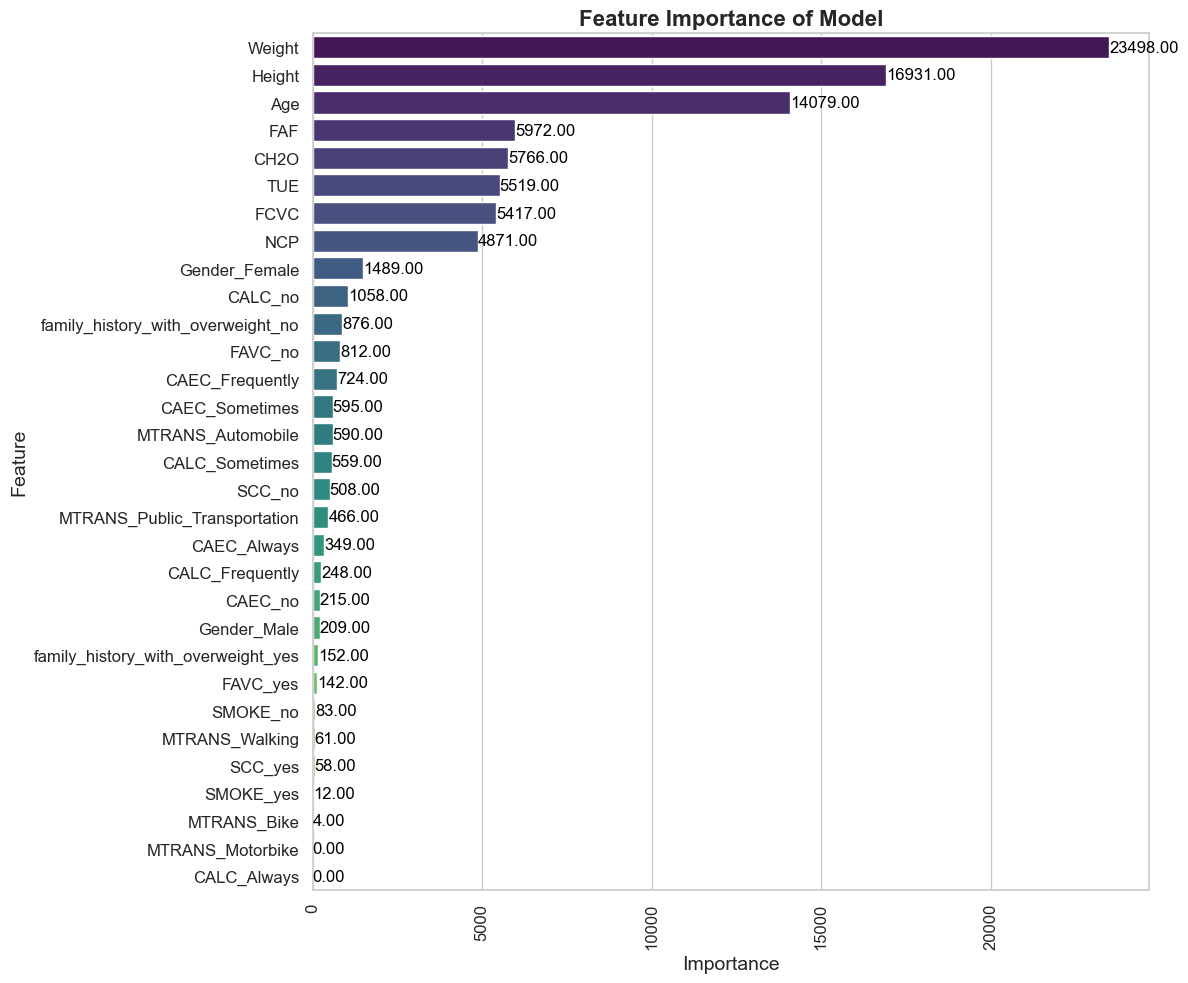 Feature Importance of Model
Weight 23498.00
Height 16931.00
Age 14079.00
FAF 5972.00
CH2O 5766.00
TUE 5519.00
FCVC 5417.00
NCP 4871.00
Gender_Female 1489.00
CALC_no 1058.00
family_history_with_overweight_no 876.00
FAVC_no 812.00
CAEC_Frequently 724.00
CAEC_Sometimes 595.00
MTRANS_Automobile 590.00
CALC_Sometimes 559.00
SCC_no 508.00
MTRANS_Public_Transportation 466.00
CAEC_Always 349.00
CALC_Frequently 248.00
CAEC_no 215.00
Gender_Male 209.00
family_history_with_overweight_yes 152.00
FAVC_yes 142.00
SMOKE_no 83.00
MTRANS_Walking 61.00
SCC_yes 58.00
SMOKE_yes 12.00
MTRANS_Bike 4.00
MTRANS_Motorbike 0.00
CALC_Always 0.00
Feature
0 5000 10000 15000 20000
Importance